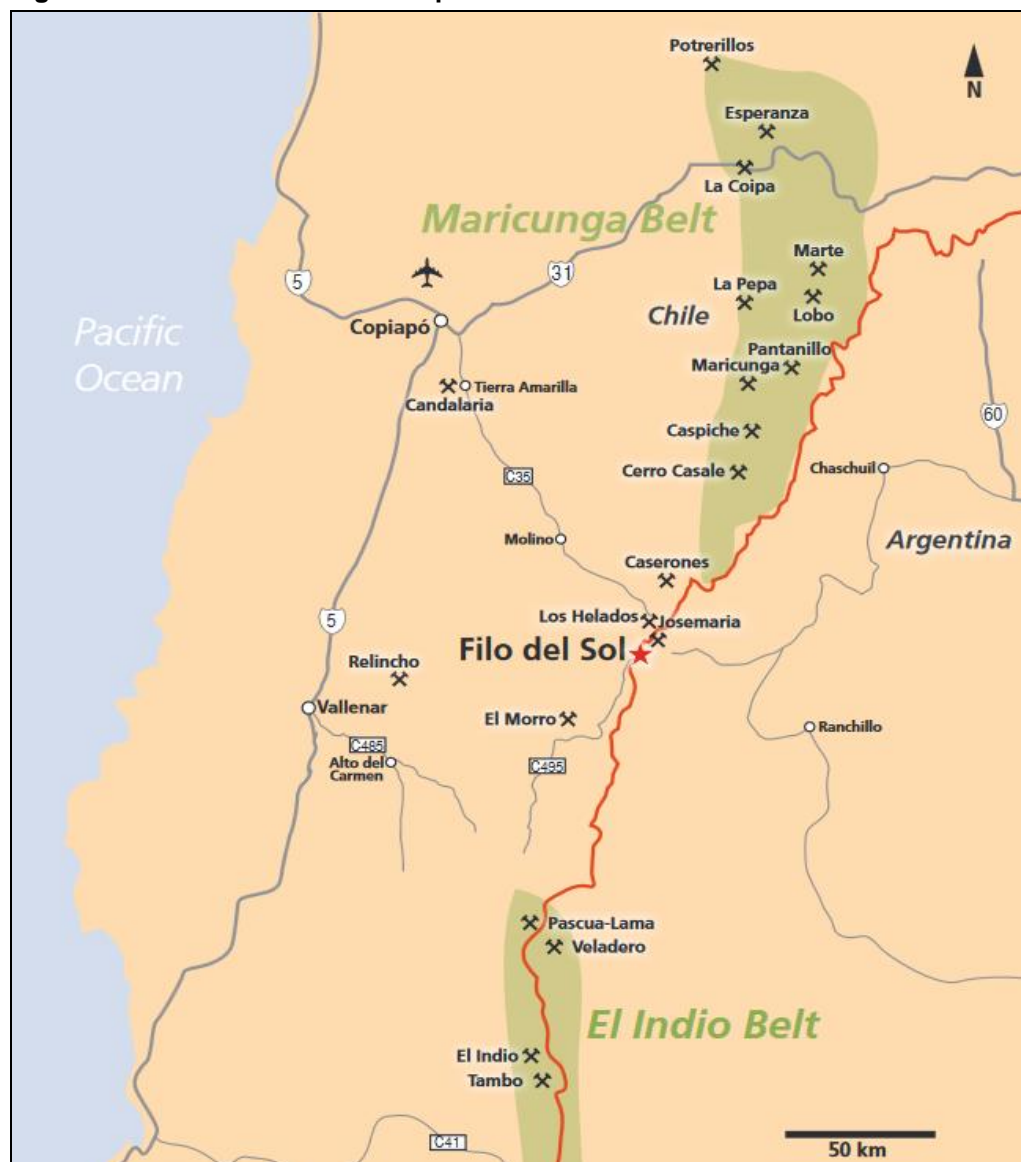 Potrerillos
N
Esperanza
La Coipa
Maricunga Belt
Marte
5
31
La Pepa
Chile
Lobo
Copiapó
Pacific
Ocean
Pantanillo
Maricunga
Tierra Amarilla
Candalaria
60
Caspiche
Cerro Casale
Chaschuil
C35
Molino
Argentina
Caserones
Los Helados
Josemaria
5
Filo del Sol
Relincho
Vallenar
El Morro
Ranchillo
C485
Alto del
Carmen
C495
Pascua-Lama
Veladero
El Indio Belt
El Indio
Tambo
C41
50 km